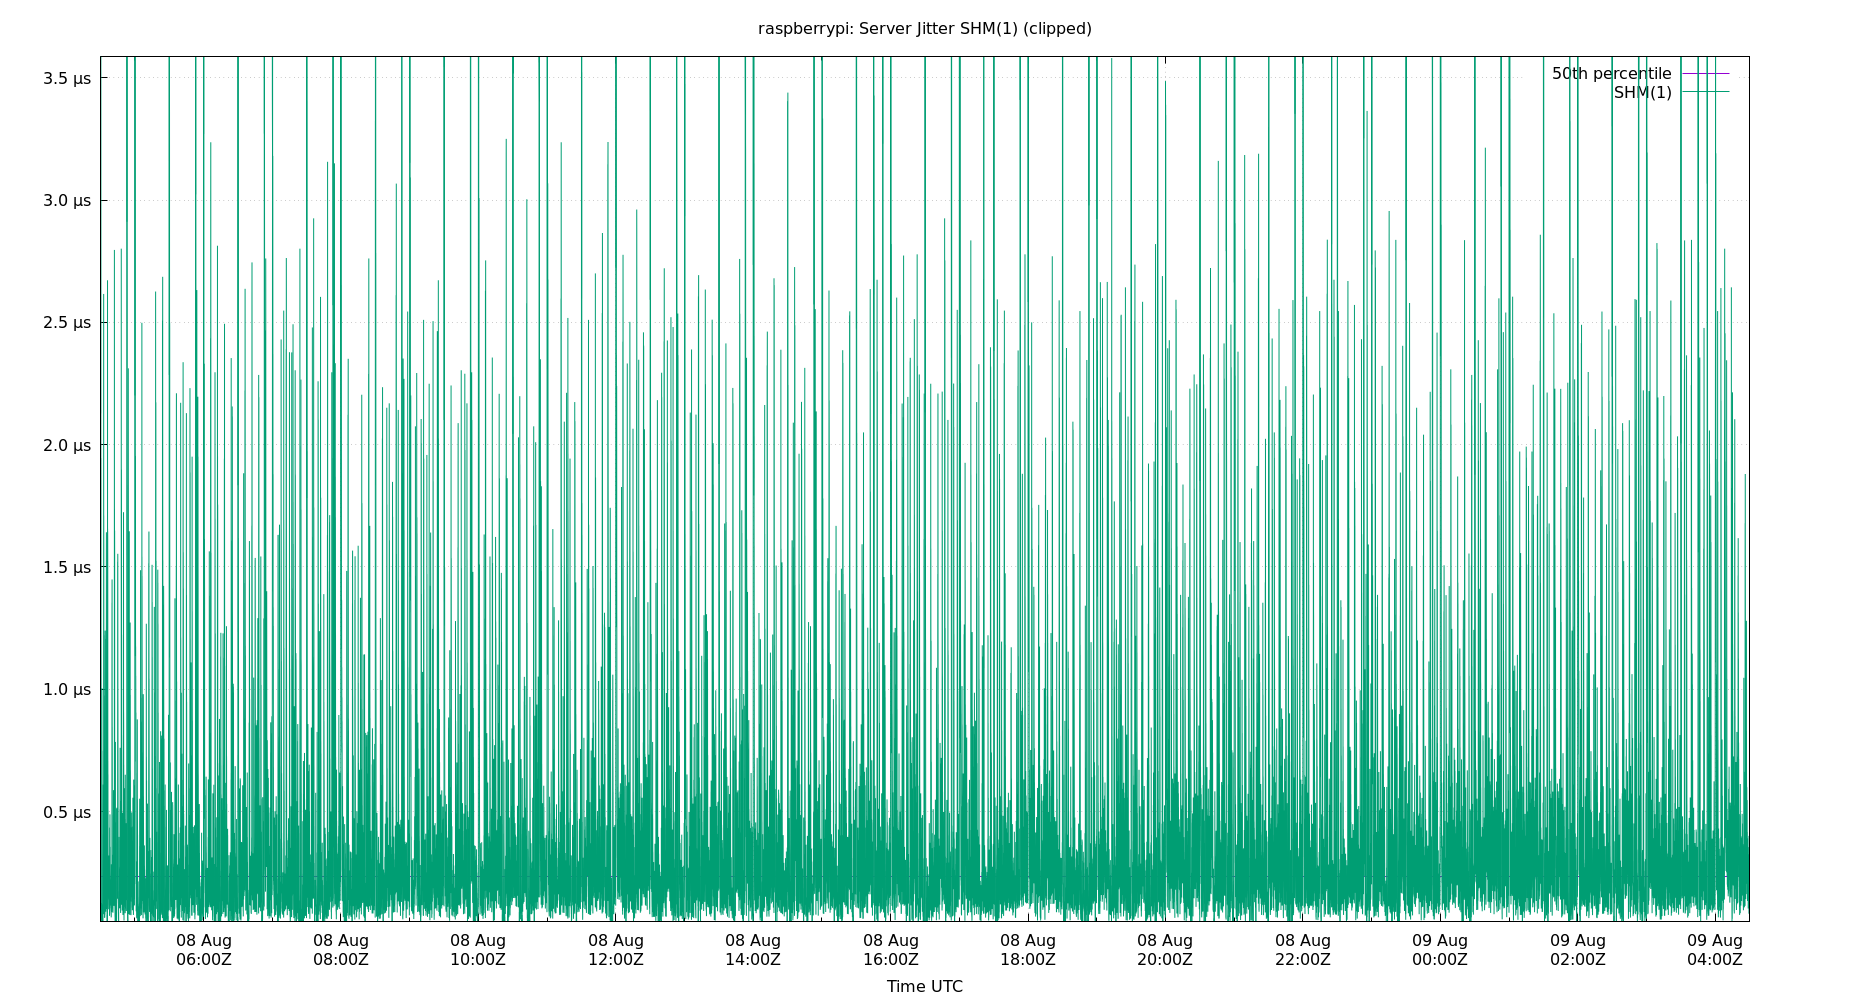 raspberrypi: Server Jitter SHM(1) (clipped)
50th percentile
SHM(1)
3.5 µs
3.0 µs
2.5 µs
2.0 µs
1.5 µs
1.0 µs
0.5 µs
08 Aug 08 Aug 08 Aug 08 Aug 08 Aug 08 Aug 08 Aug 08 Aug 08 Aug 09 Aug 09 Aug 09 Aug
06:00Z 08:00Z 10:00Z 12:00Z 14:00Z 16:00Z 18:00Z 20:00Z 22:00Z 00:00Z 02:00Z 04:00Z
Time UTC